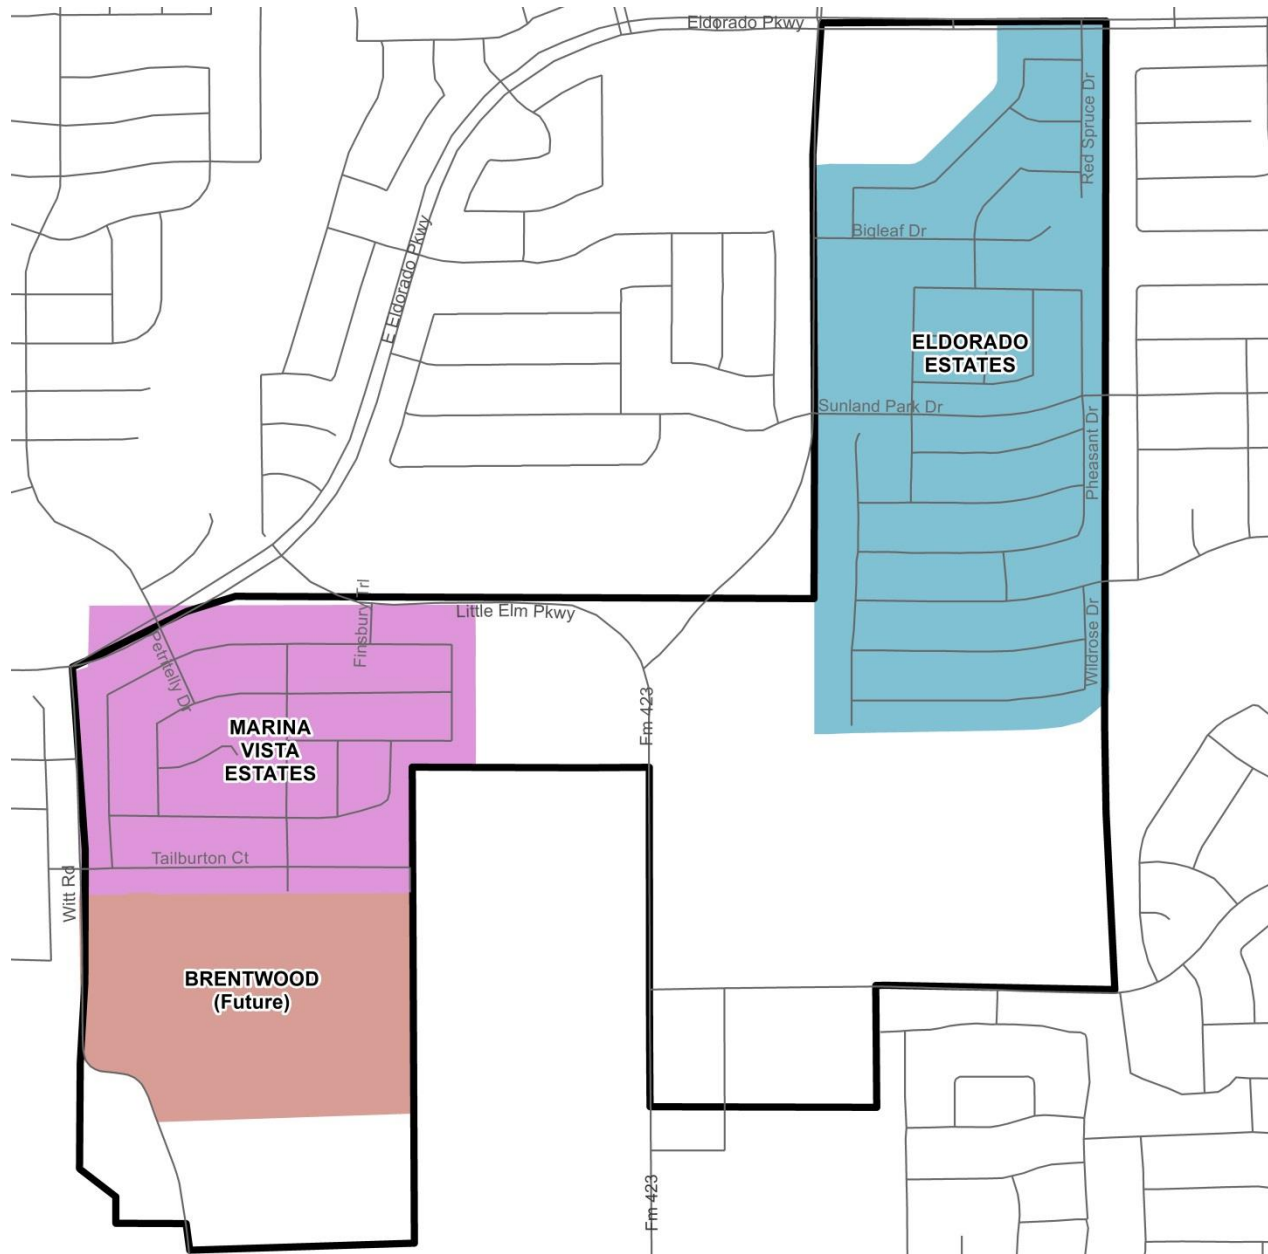 Eldorado Pkwy
Red Spruce Dr
Bigleaf Dr
E Eldorado Pkwy
ELDORADO
ESTATES
Sunland Park Dr
Pheasant Dr
Finsbury Trl
Little Elm Pkwy
Wildrose Dr
Petritelly Dr
Fm 423
MARINA
VISTA
ESTATES
Tailburton Ct
Witt Rd
BRENTWOOD
(Future)
Fm 423